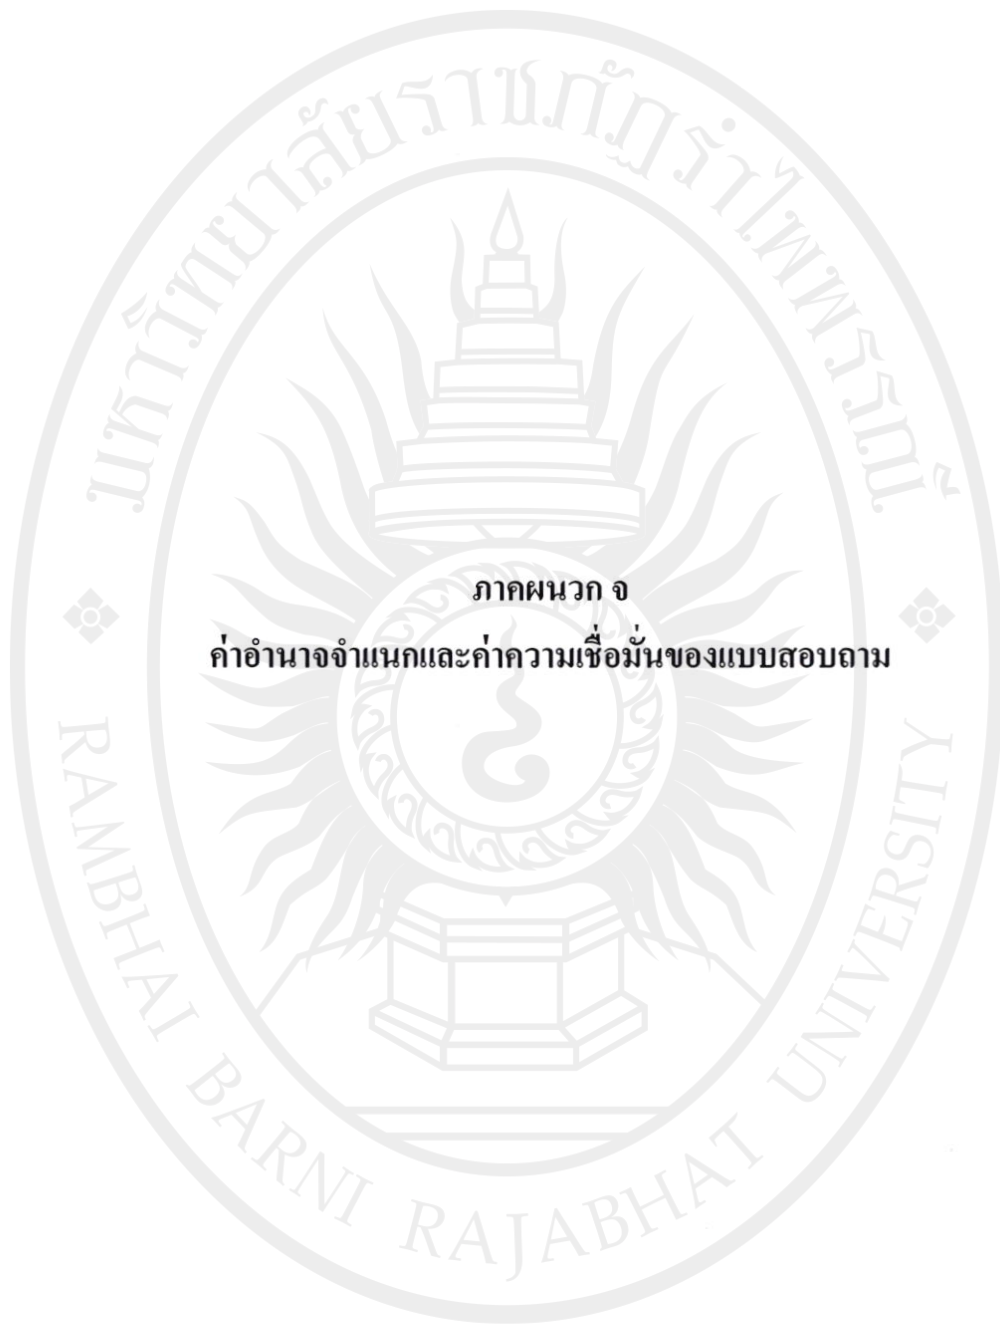 มหาวิทยาลัยราชภัฏรำไพพรรณี
ภาคผนวก จ
ค่าอำนาจจำแนกและค่าความเชื่อมั่นของแบบสอบถาม
RAMBHAI BARNI RAJABHAT UNIVERSITY